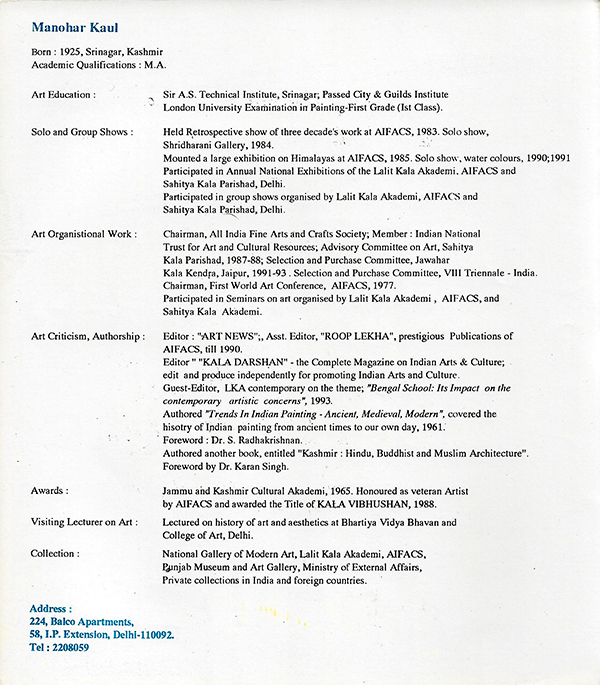 Manohar Kaul
Born : 1925, Srinagar, Kashmir
Academic Qualifications : M.A.
Art Education : Sir A.S. Technical Institute, Srinagar; Passed City & Guilds Institute
London University Examination in Painting-First Grade (Ist Class).
Solo and Group Shows : Held Retrospective show of three decade's work at AIFACS, 1983. Solo show,
Shridharani Gallery, 1984.
Mounted a large exhibition on Himalayas at AIFACS, 1985. Solo show, water colours, 1990;1991
Participated in Annual National Exhibitions of the Lalit Kala Akademi, AIFACS and
Sahitya Kala Parishad, Delhi.
Participated in group shows organised by Lalit Kala Akademi, AIFACS and
Sahitya Kala Parishad, Delhi.
Art Organistional Work : Chairman, All India Fine Arts and Crafts Society; Member : Indian National
Trust for Art and Cultural Resources; Advisory Committee on Art, Sahitya
Kala Parishad, 1987-88; Selection and Purchase Committee, Jawahar
Kala Kendra, Jaipur, 1991-93 . Selection and Purchase Committee, VIII Triennale - India.
Chairman, First World Art Conference, AIFACS, 1977.
Participated in Seminars on art organised by Lalit Kala Akademi , AIFACS, and
Sahitya Kala Akademi.
Art Criticism, Authorship : Editor : "ART NEWS";, Asst. Editor, "ROOP LEKHA", prestigious Publications of
AIFACS, till 1990.
Editor " "KALA DARSHAN" - the Complete Magazine on Indian Arts & Culture;
edit and produce independently for promoting Indian Arts and Culture.
Guest-Editor, LKA contemporary on the theme; "Bengal School: Its Impact on the
contemporary artistic concerns", 1993.
Authored "Trends In Indian Painting - Ancient, Medieval, Modern", covered the
hisotry of Indian painting from ancient times to our own day, 1961.
Foreword : Dr. S. Radhakrishnan.
Authored another book, entitled "Kashmir : Hindu, Buddhist and Muslim Architecture".
Foreword by Dr. Karan Singh.
Awards : Jammu and Kashmir Cultural Akademi, 1965. Honoured as veteran Artist
by AIFACS and awarded the Title of KALA VIBHUSHAN, 1988.
Visiting Lecturer on Art : Lectured on history of art and aesthetics at Bhartiya Vidya Bhavan and
College of Art, Delhi.
Collection : National Gallery of Modern Art, Lalit Kala Akademi, AIFACS,
Punjab Museum and Art Gallery, Ministry of External Affairs,
Private collections in India and foreign countries.
Address :
224, Balco Apartments,
58, I.P. Extension, Delhi-110092.
Tel : 2208059